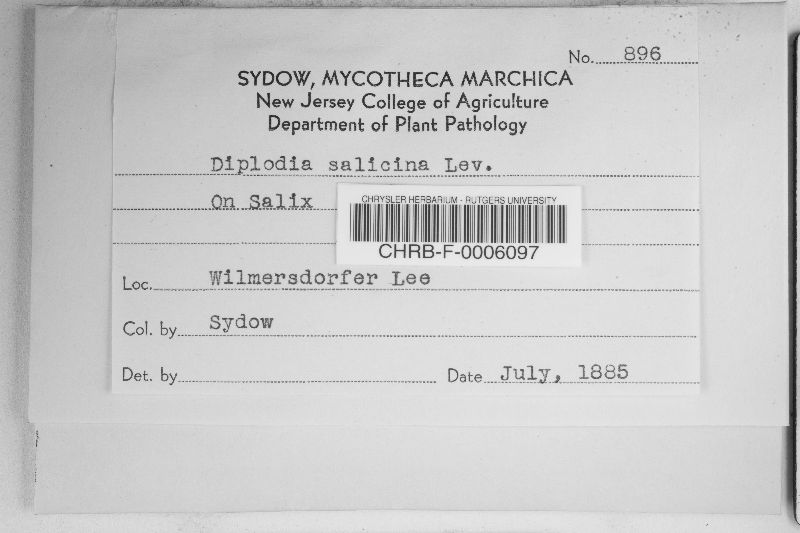 No. 896
SYDOW, MYCOTHECA MARCHICA
New Jersey College of Agriculture
Department of Plant Pathology
Diplodia salicina Lev.
On Salix
CHRYSLER HERBARIUM - RUTGERS UNIVERSITY
CHRB-F-0006097
Loc. Wilmersdorfer Lee
Col. by Sydow
Det. by
Date July, 1885